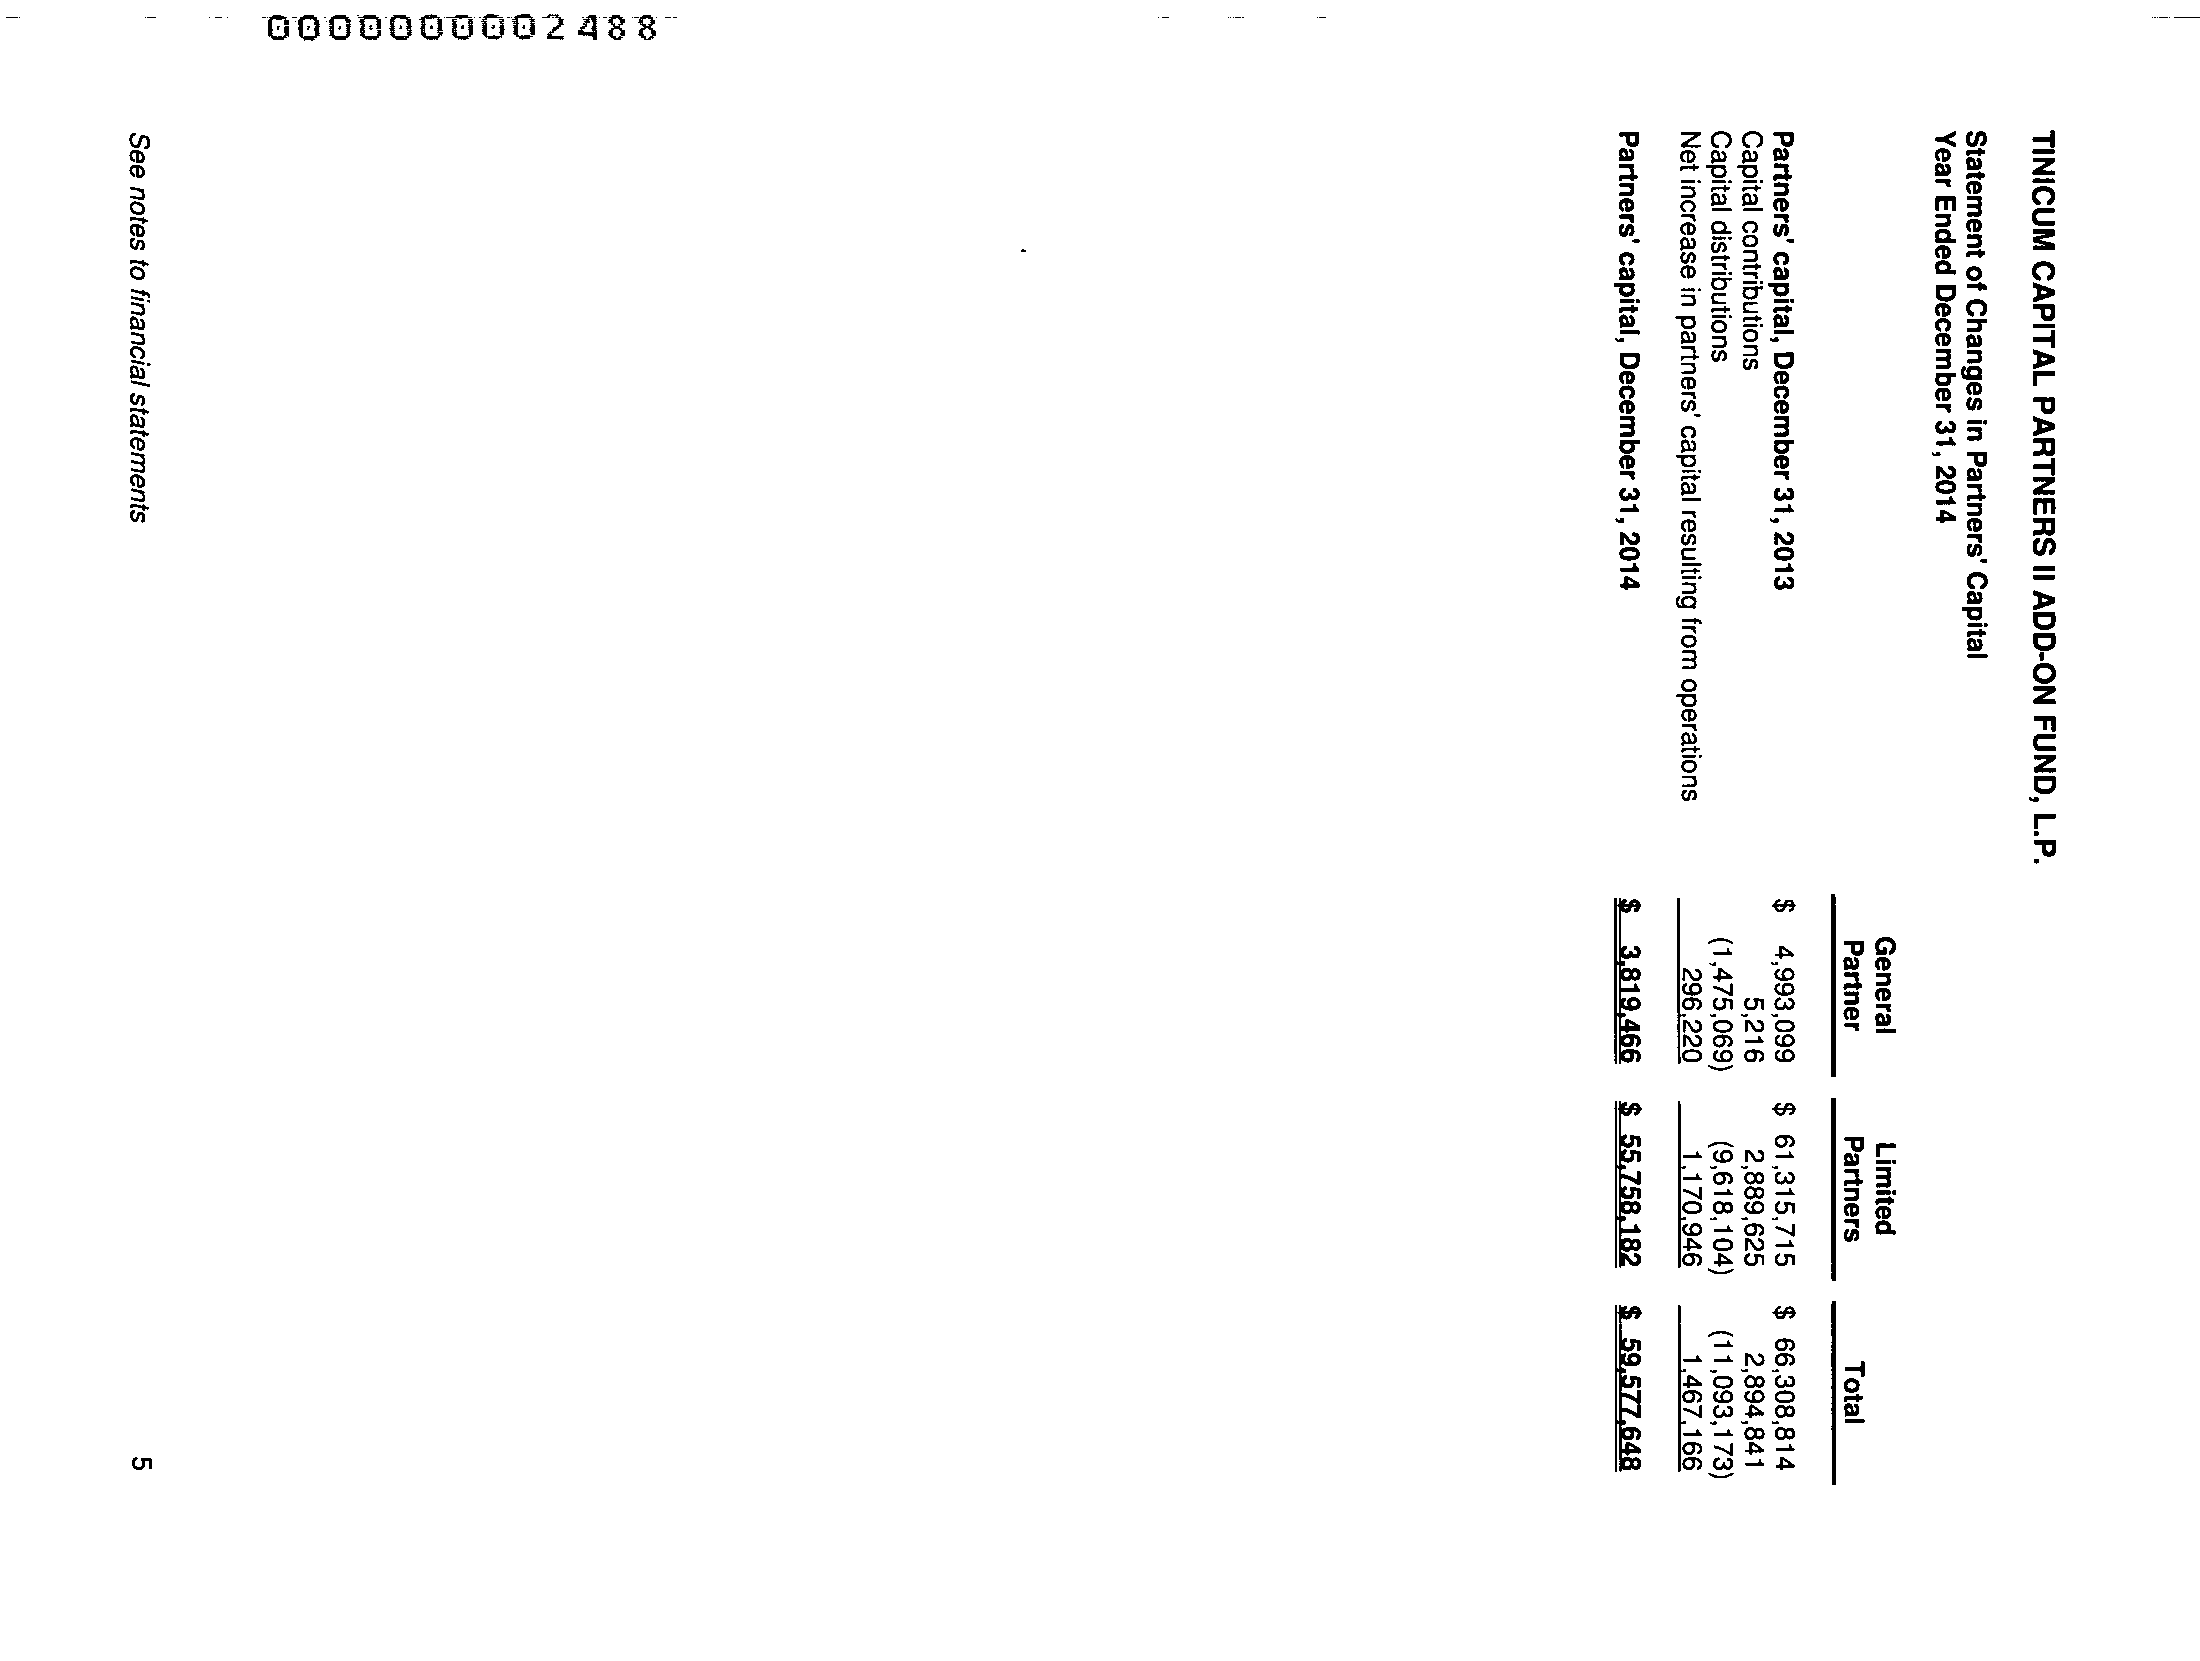 000000002488
TINICUM CAPITAL PARTNERS II ADD-ON FUND, L.P.
Statement of Changes in Partners' Capital
Year Ended December 31, 2014
General Partner Limited Partners Total
Partners' capital, December 31, 2013 $ 4,993,099 $ 61,315,715 $ 66,308,814
Capital contributions 5,216 2,889,625 2,894,841
Capital distributions (1,475,069) (9,618,104) (11,093,173)
Net increase in partners' capital resulting from operations 296,220 1,170,946 1,467,166
Partners' capital, December 31, 2014 $ 3,819,466 $ 55,758,182 $ 59,577,648
See notes to financial statements 5